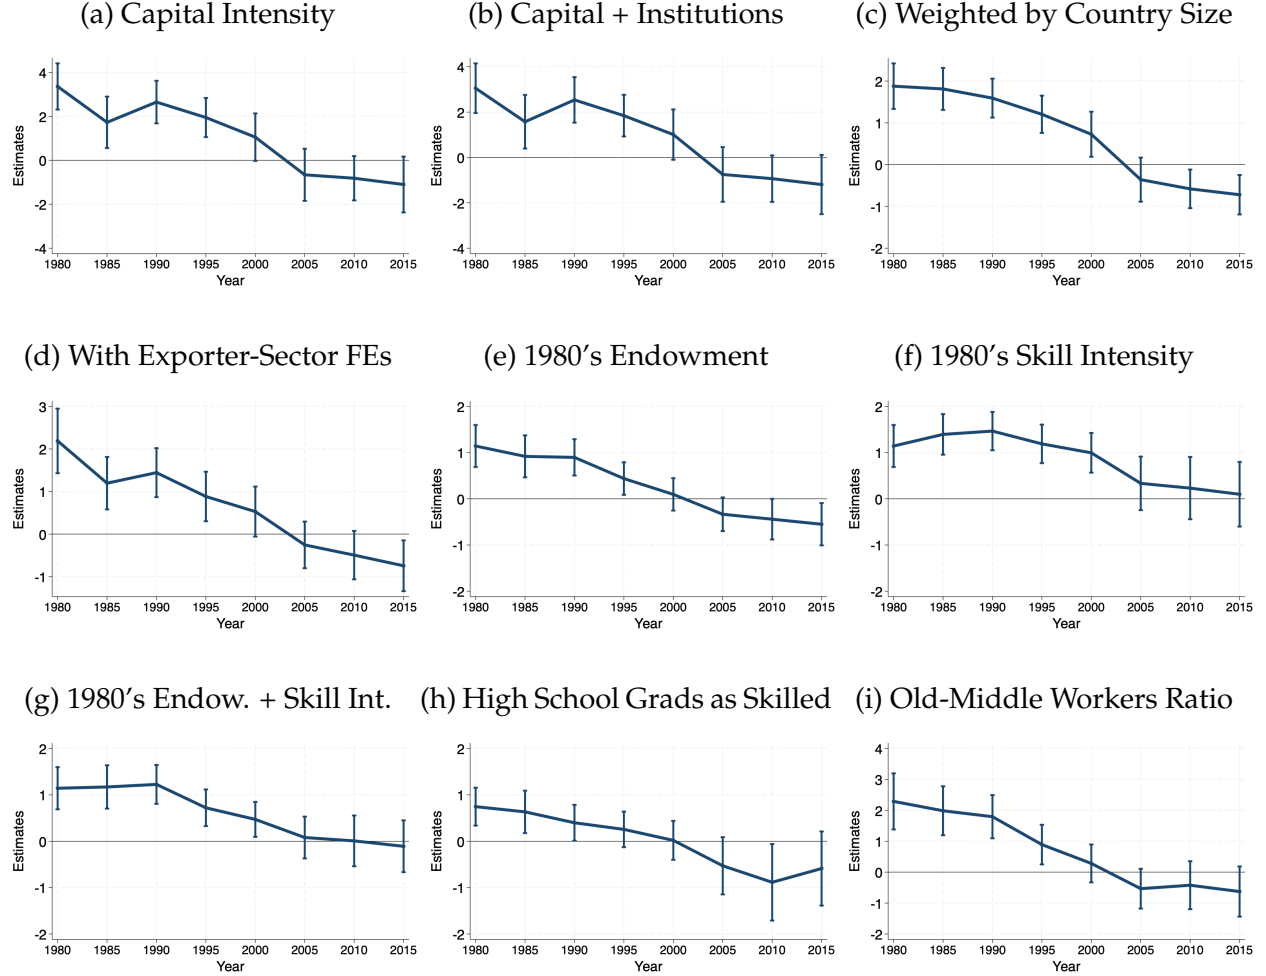 (a) Capital Intensity
Estimates
4
2
0
-2
-4
1980 1985 1990 1995 2000 2005 2010 2015
Year
(b) Capital + Institutions
Estimates
4
2
0
-2
-4
1980 1985 1990 1995 2000 2005 2010 2015
Year
(c) Weighted by Country Size
Estimates
2
1
0
-1
-2
1980 1985 1990 1995 2000 2005 2010 2015
Year
(d) With Exporter-Sector FEs
Estimates
3
2
1
0
-1
1980 1985 1990 1995 2000 2005 2010 2015
Year
(e) 1980's Endowment
Estimates
2
1
0
-1
-2
1980 1985 1990 1995 2000 2005 2010 2015
Year
(f) 1980's Skill Intensity
Estimates
2
1
0
-1
-2
1980 1985 1990 1995 2000 2005 2010 2015
Year
(g) 1980's Endow. + Skill Int.
Estimates
2
1
0
-1
-2
1980 1985 1990 1995 2000 2005 2010 2015
Year
(h) High School Grads as Skilled
Estimates
2
1
0
-1
-2
1980 1985 1990 1995 2000 2005 2010 2015
Year
(i) Old-Middle Workers Ratio
Estimates
4
3
2
1
0
-1
-2
1980 1985 1990 1995 2000 2005 2010 2015
Year